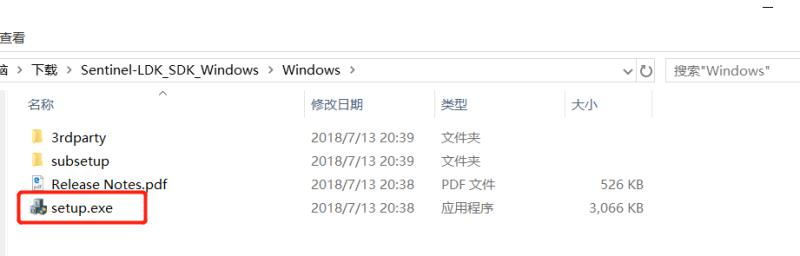 查看
脑 > 下载 > Sentinel-LDK_SDK_Windows > Windows > 搜索"Windows"
名称 修改日期 类型 大小
3rdparty 2018/7/13 20:39 文件夹
subsetup 2018/7/13 20:39 文件夹
Release Notes.pdf 2018/7/13 20:38 PDF 文件 526 KB
setup.exe 2018/7/13 20:38 应用程序 3,066 KB